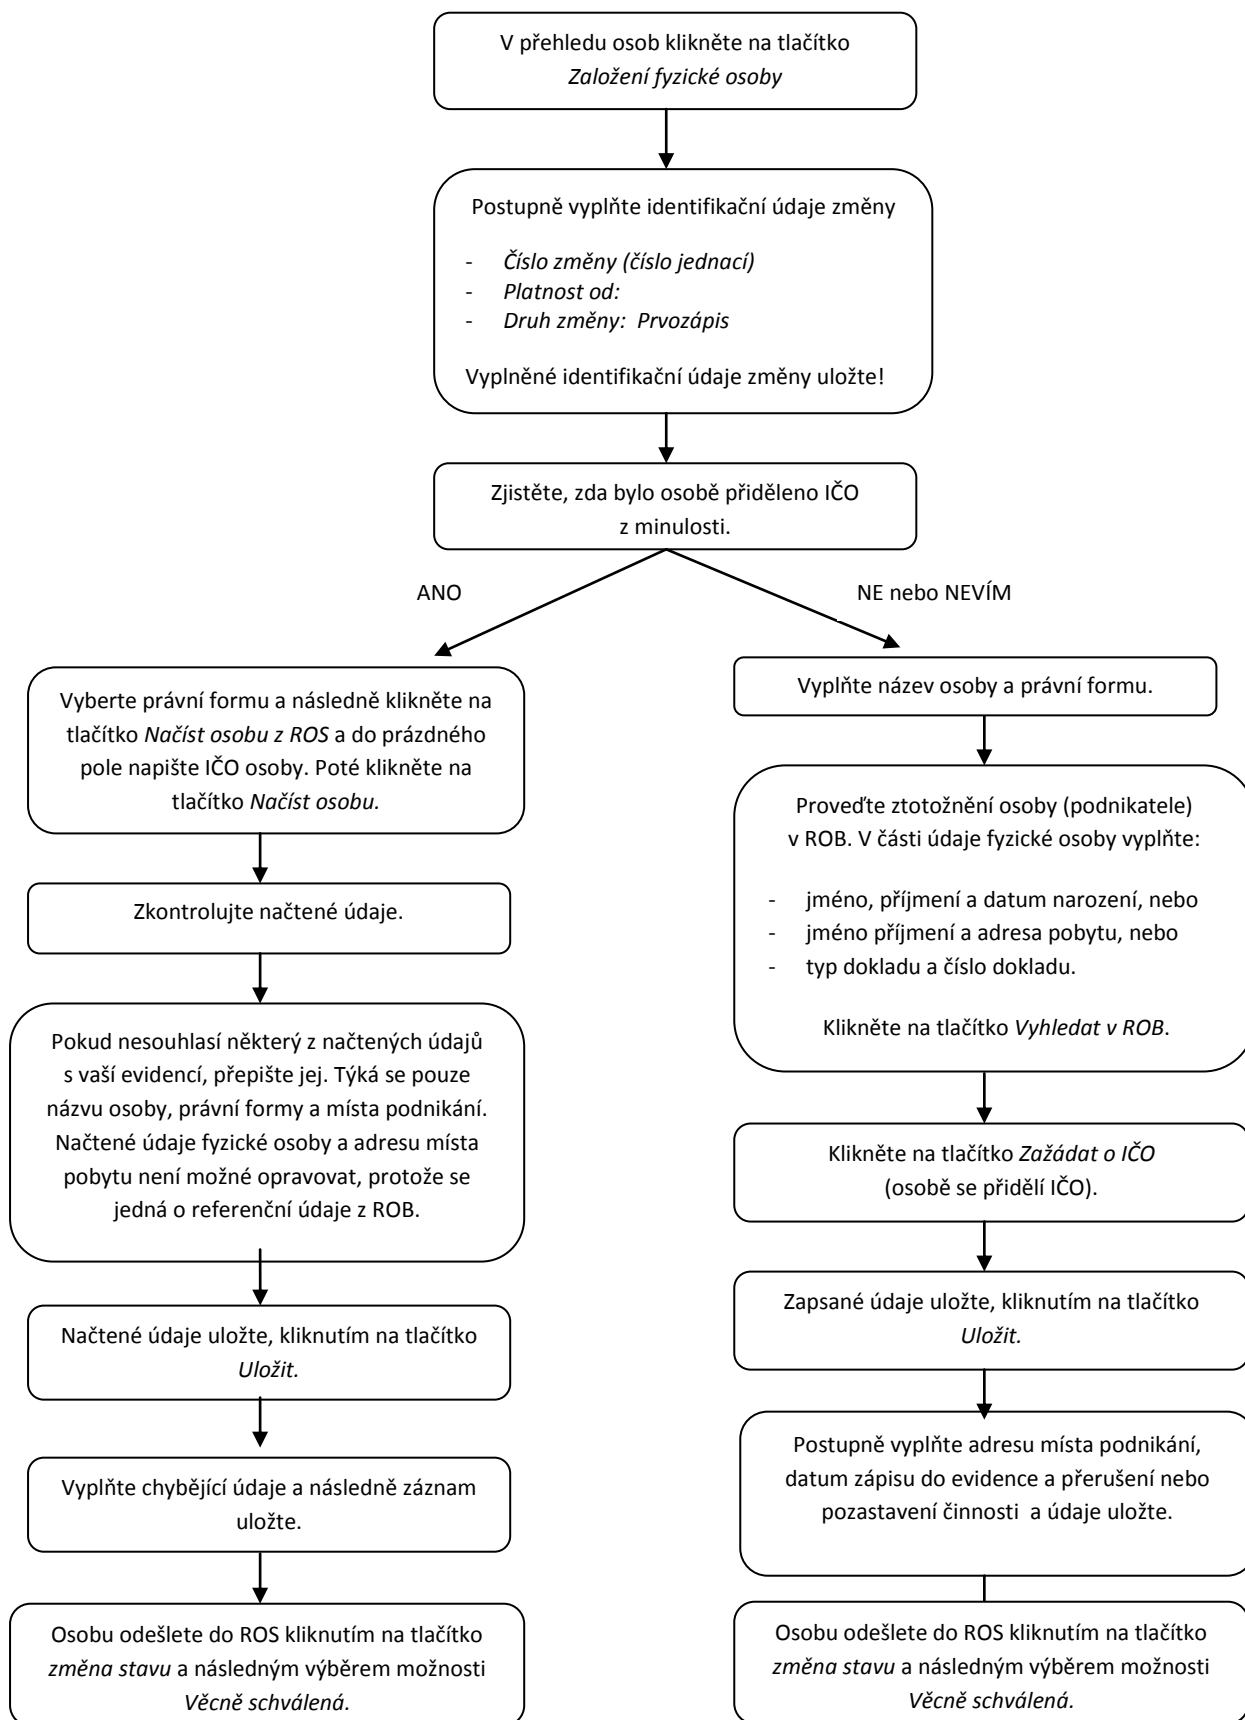 V přehledu osob klikněte na tlačítko
Založení fyzické osoby
Postupně vyplňte identifikační údaje změny
- Číslo změny (číslo jednací)
- Platnost od:
- Druh změny: Prvozápis
Vyplněné identifikační údaje změny uložte!
Zjistěte, zda bylo osobě přiděleno IČO
z minulosti.
ANO
NE nebo NEVÍM
Vyberte právní formu a následně klikněte na
tlačítko Načíst osobu z ROS a do prázdného
pole napište IČO osoby. Poté klikněte na
tlačítko Načíst osobu.
Zkontrolujte načtené údaje.
Pokud nesouhlasí některý z načtených údajů
s vaší evidencí, přepište jej. Týká se pouze
názvu osoby, právní formy a místa podnikání.
Načtené údaje fyzické osoby a adresu místa
pobytu není možné opravovat, protože se
jedná o referenční údaje z ROB.
Načtené údaje uložte, kliknutím na tlačítko
Uložit.
Vyplňte chybějící údaje a následně záznam
uložte.
Osobu odešlete do ROS kliknutím na tlačítko
změna stavu a následným výběrem možnosti
Věcně schválená.
Vyplňte název osoby a právní formu.
Proveďte ztotožnění osoby (podnikatele)
v ROB. V části údaje fyzické osoby vyplňte:
- jméno, příjmení a datum narození, nebo
- jméno příjmení a adresa pobytu, nebo
- typ dokladu a číslo dokladu.
Klikněte na tlačítko Vyhledat v ROB.
Klikněte na tlačítko Zažádat o IČO
(osobě se přidělí IČO).
Zapsané údaje uložte, kliknutím na tlačítko
Uložit.
Postupně vyplňte adresu místa podnikání,
datum zápisu do evidence a přerušení nebo
pozastavení činnosti a údaje uložte.
Osobu odešlete do ROS kliknutím na tlačítko
změna stavu a následným výběrem možnosti
Věcně schválená.